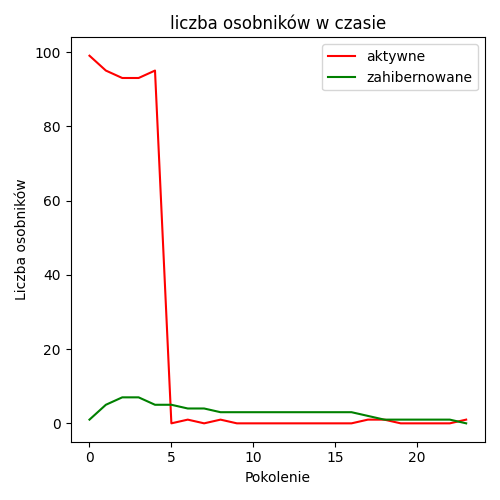 liczba osobników w czasie
aktywne
zahibernowane
Liczba osobników
100
80
60
40
20
0
0 5 10 15 20
Pokolenie